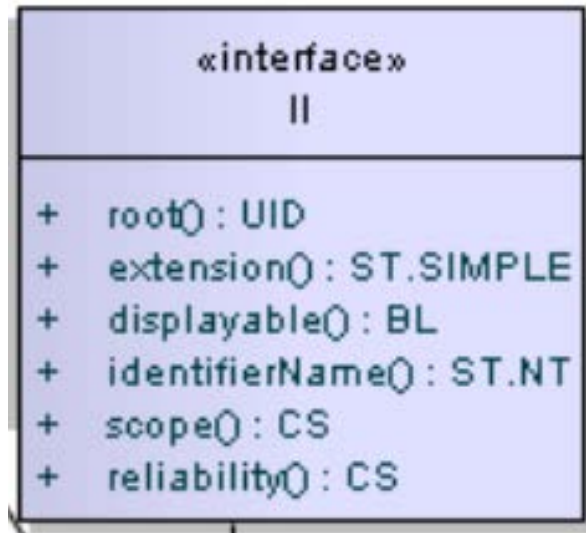 «interface»
II
+ root() : UID
+ extension() : ST.SIMPLE
+ displayable() : BL
+ identifierName() : ST.NT
+ scope() : CS
+ reliability() : CS